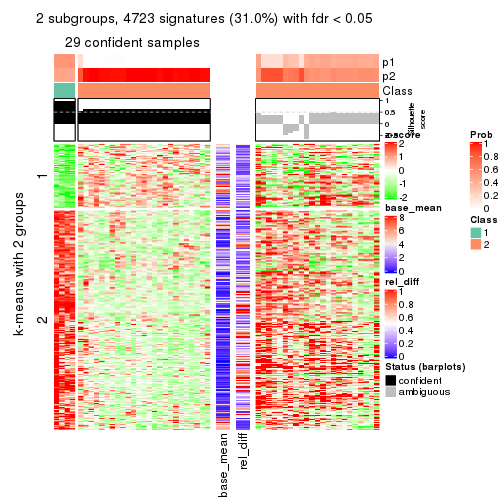 2 subgroups, 4723 signatures (31.0%) with fdr < 0.05
29 confident samples
p1
p2
Class
1
0.5
0
Silhouette
score
z-score
2
1
0
-1
-2
base_mean
8
6
4
2
0
rel_diff
1
0.8
0.6
0.4
0.2
0
Status (barplots)
confident
ambiguous
Prob
1
0.8
0.6
0.4
0.2
0
Class
1
2
k-means with 2 groups
1
2
base_mean
rel_diff